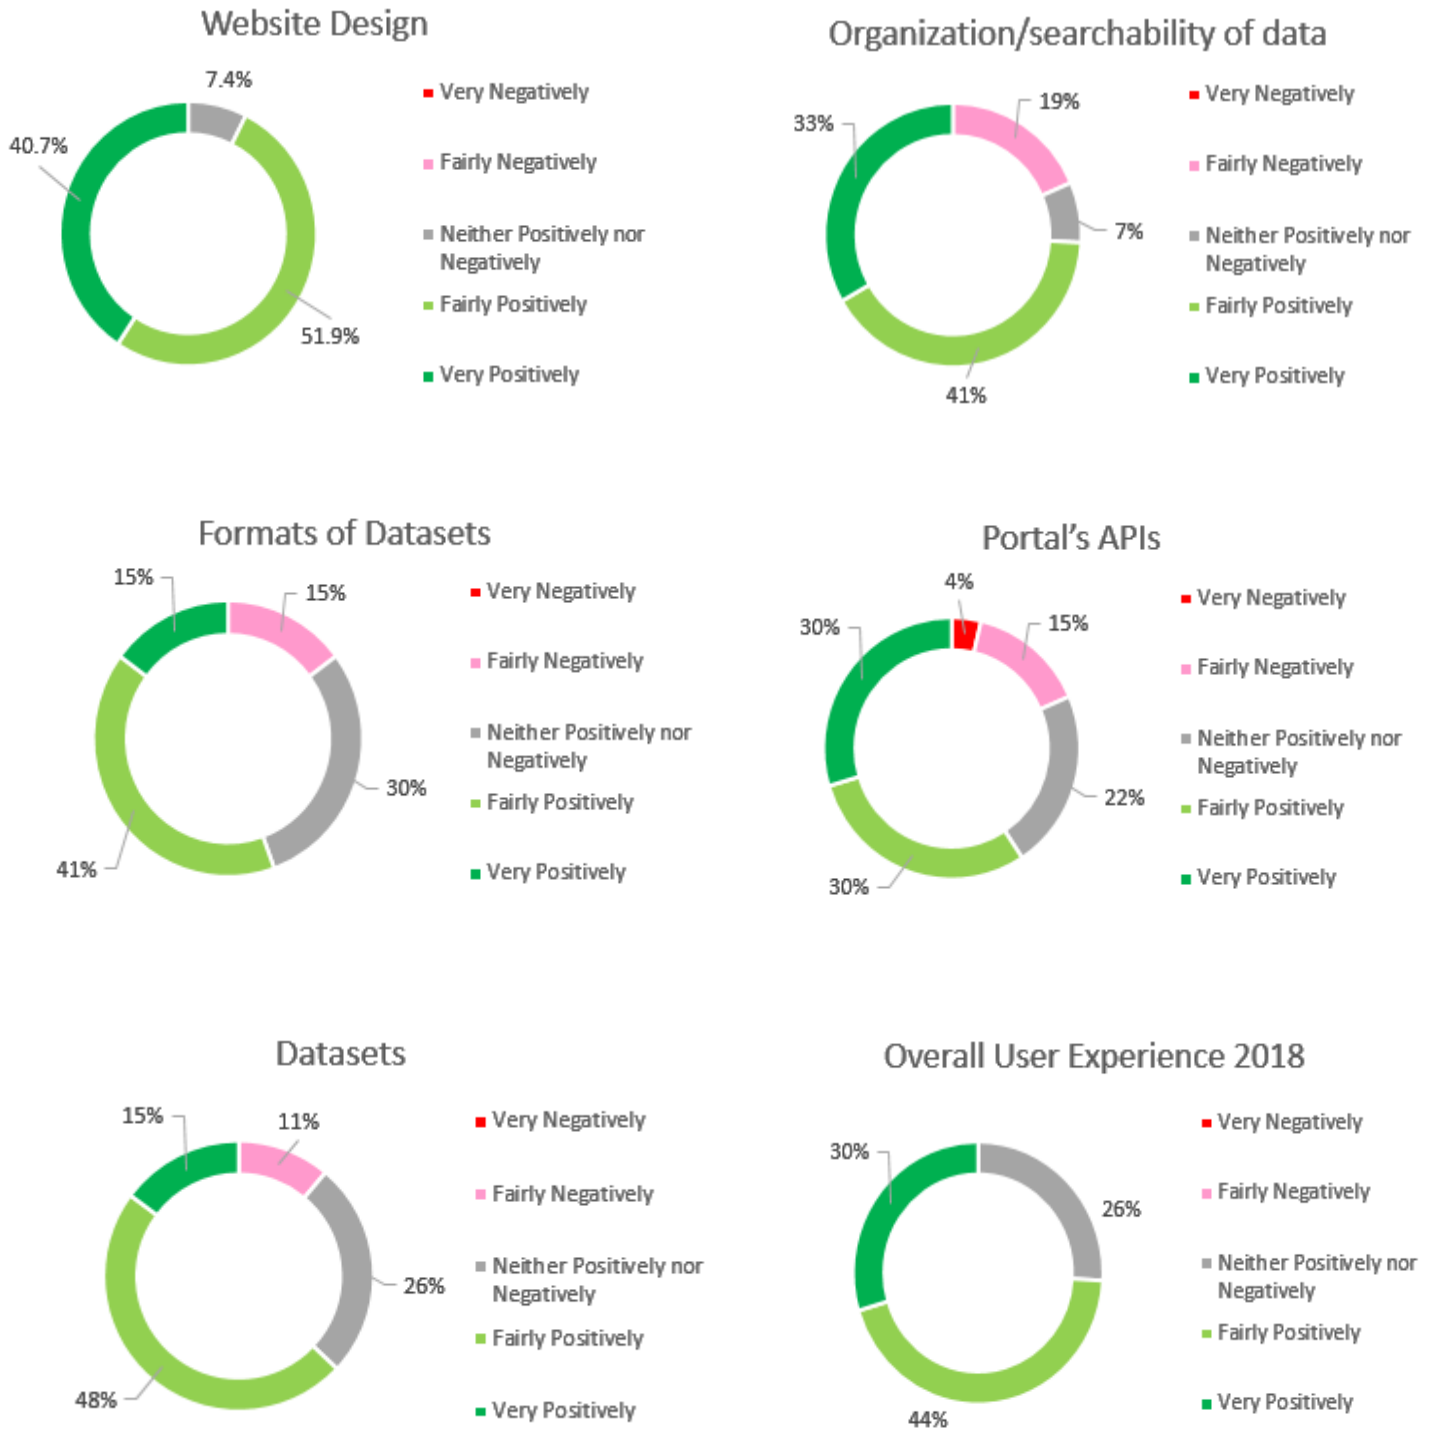 Website Design
7.4%
40.7%
51.9%
Very Negatively
Fairly Negatively
Neither Positively nor
Negatively
Fairly Positively
Very Positively
Organization/searchability of data
19%
33%
7%
41%
Very Negatively
Fairly Negatively
Neither Positively nor
Negatively
Fairly Positively
Very Positively
Formats of Datasets
15%
15%
30%
41%
Very Negatively
Fairly Negatively
Neither Positively nor
Negatively
Fairly Positively
Very Positively
Portal's APIs
4%
30%
15%
22%
30%
Very Negatively
Fairly Negatively
Neither Positively nor
Negatively
Fairly Positively
Very Positively
Datasets
15%
11%
26%
48%
Very Negatively
Fairly Negatively
Neither Positively nor
Negatively
Fairly Positively
Very Positively
Overall User Experience 2018
30%
26%
44%
Very Negatively
Fairly Negatively
Neither Positively nor
Negatively
Fairly Positively
Very Positively